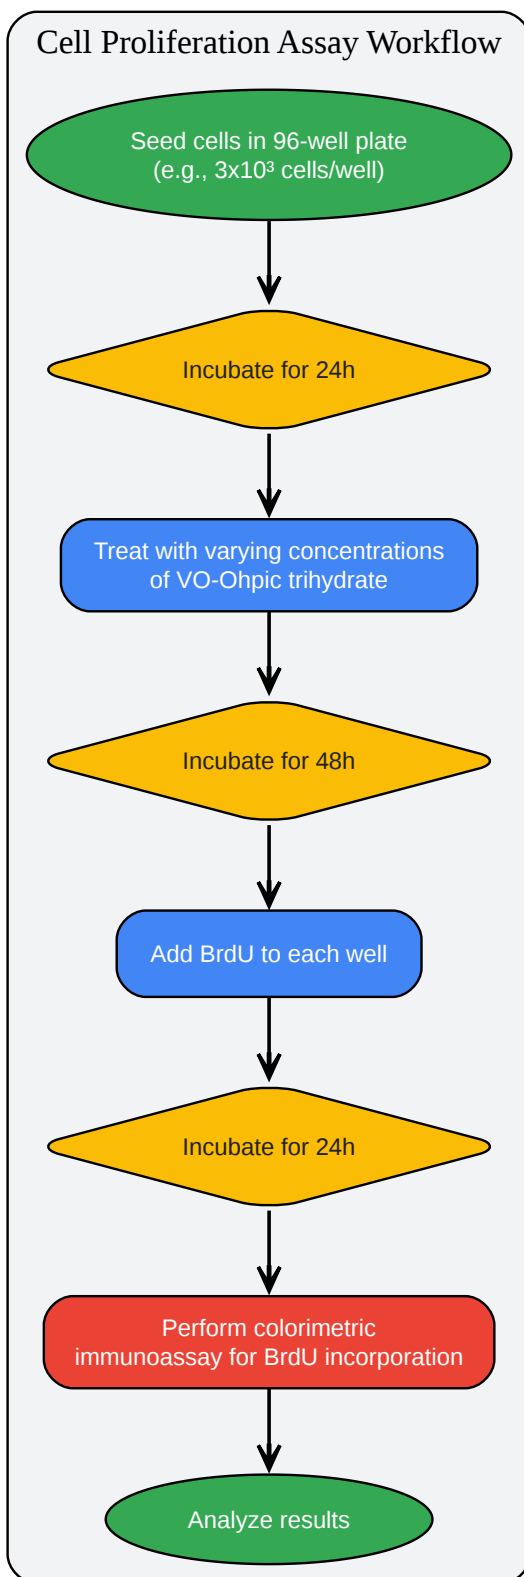 Cell Proliferation Assay Workflow
Seed cells in 96-well plate
(e.g., 3x10³ cells/well)
Incubate for 24h
Treat with varying concentrations
of VO-Ohpic trihydrate
Incubate for 48h
Add BrdU to each well
Incubate for 24h
Perform colorimetric
immunoassay for BrdU incorporation
Analyze results